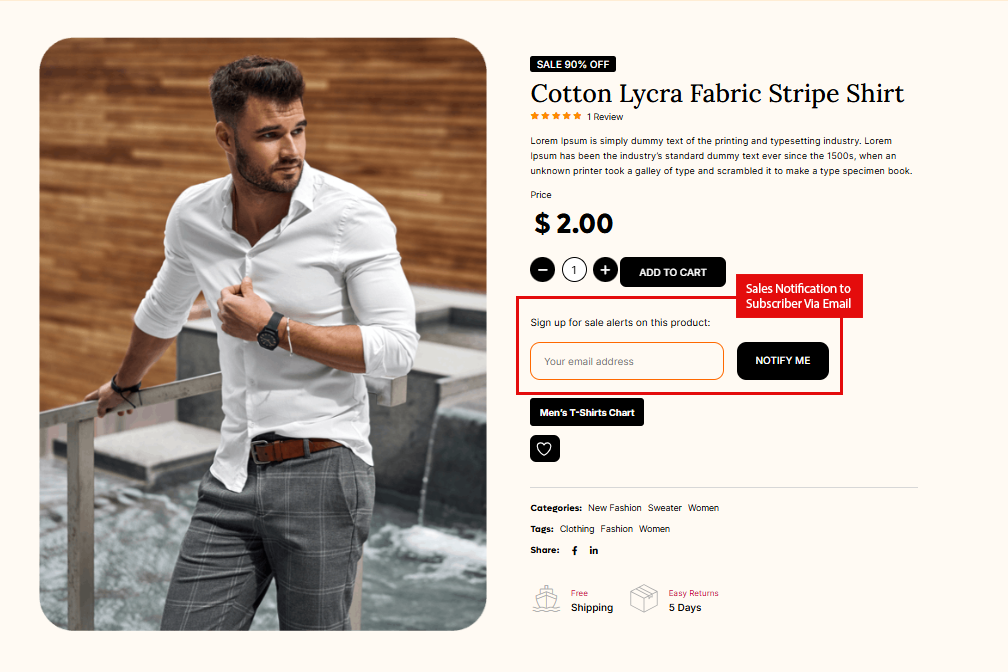 SALE 90% OFF
Cotton Lycra Fabric Stripe Shirt
1 Review
Lorem Ipsum is simply dummy text of the printing and typesetting industry. Lorem
Ipsum has been the industry's standard dummy text ever since the 1500s, when an
unknown printer took a galley of type and scrambled it to make a type specimen book.
Price
$ 2.00
− 1 + ADD TO CART
Sales Notification to
Subscriber Via Email
Sign up for sale alerts on this product:
Your email address NOTIFY ME
Men's T-Shirts Chart
Categories: New Fashion Sweater Women
Tags: Clothing Fashion Women
Share: f in
Free Easy Returns
Shipping 5 Days